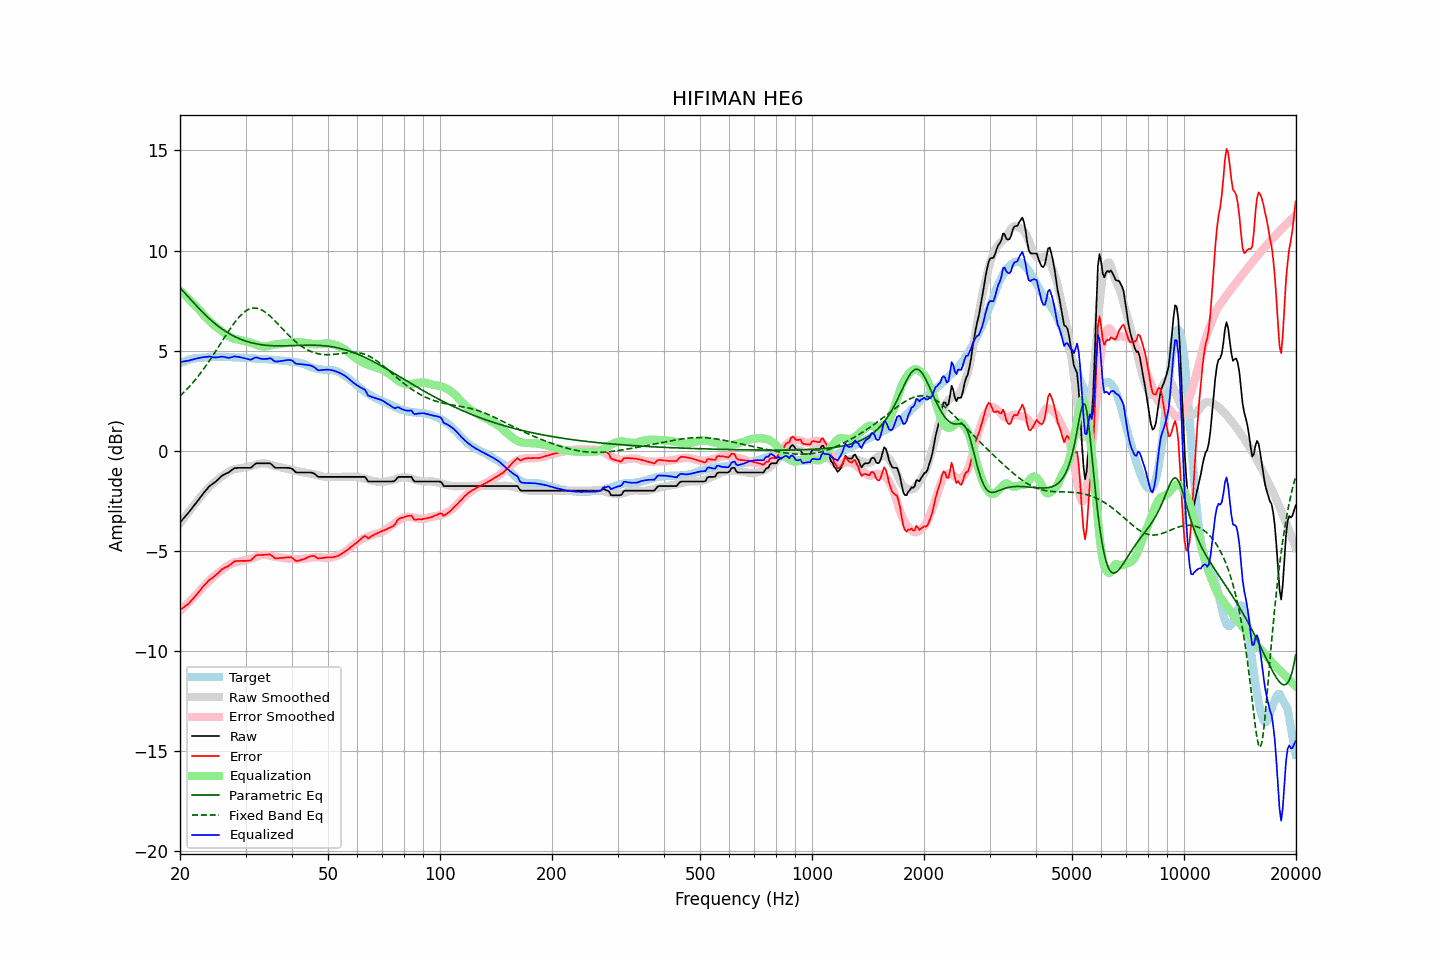 HIFIMAN HE6
Amplitude (dBr)
15
10
5
0
−5
−10
−15
−20
Target
Raw Smoothed
Error Smoothed
Raw
Error
Equalization
Parametric Eq
Fixed Band Eq
Equalized
20 50 100 200 500 1000 2000 5000 10000 20000
Frequency (Hz)